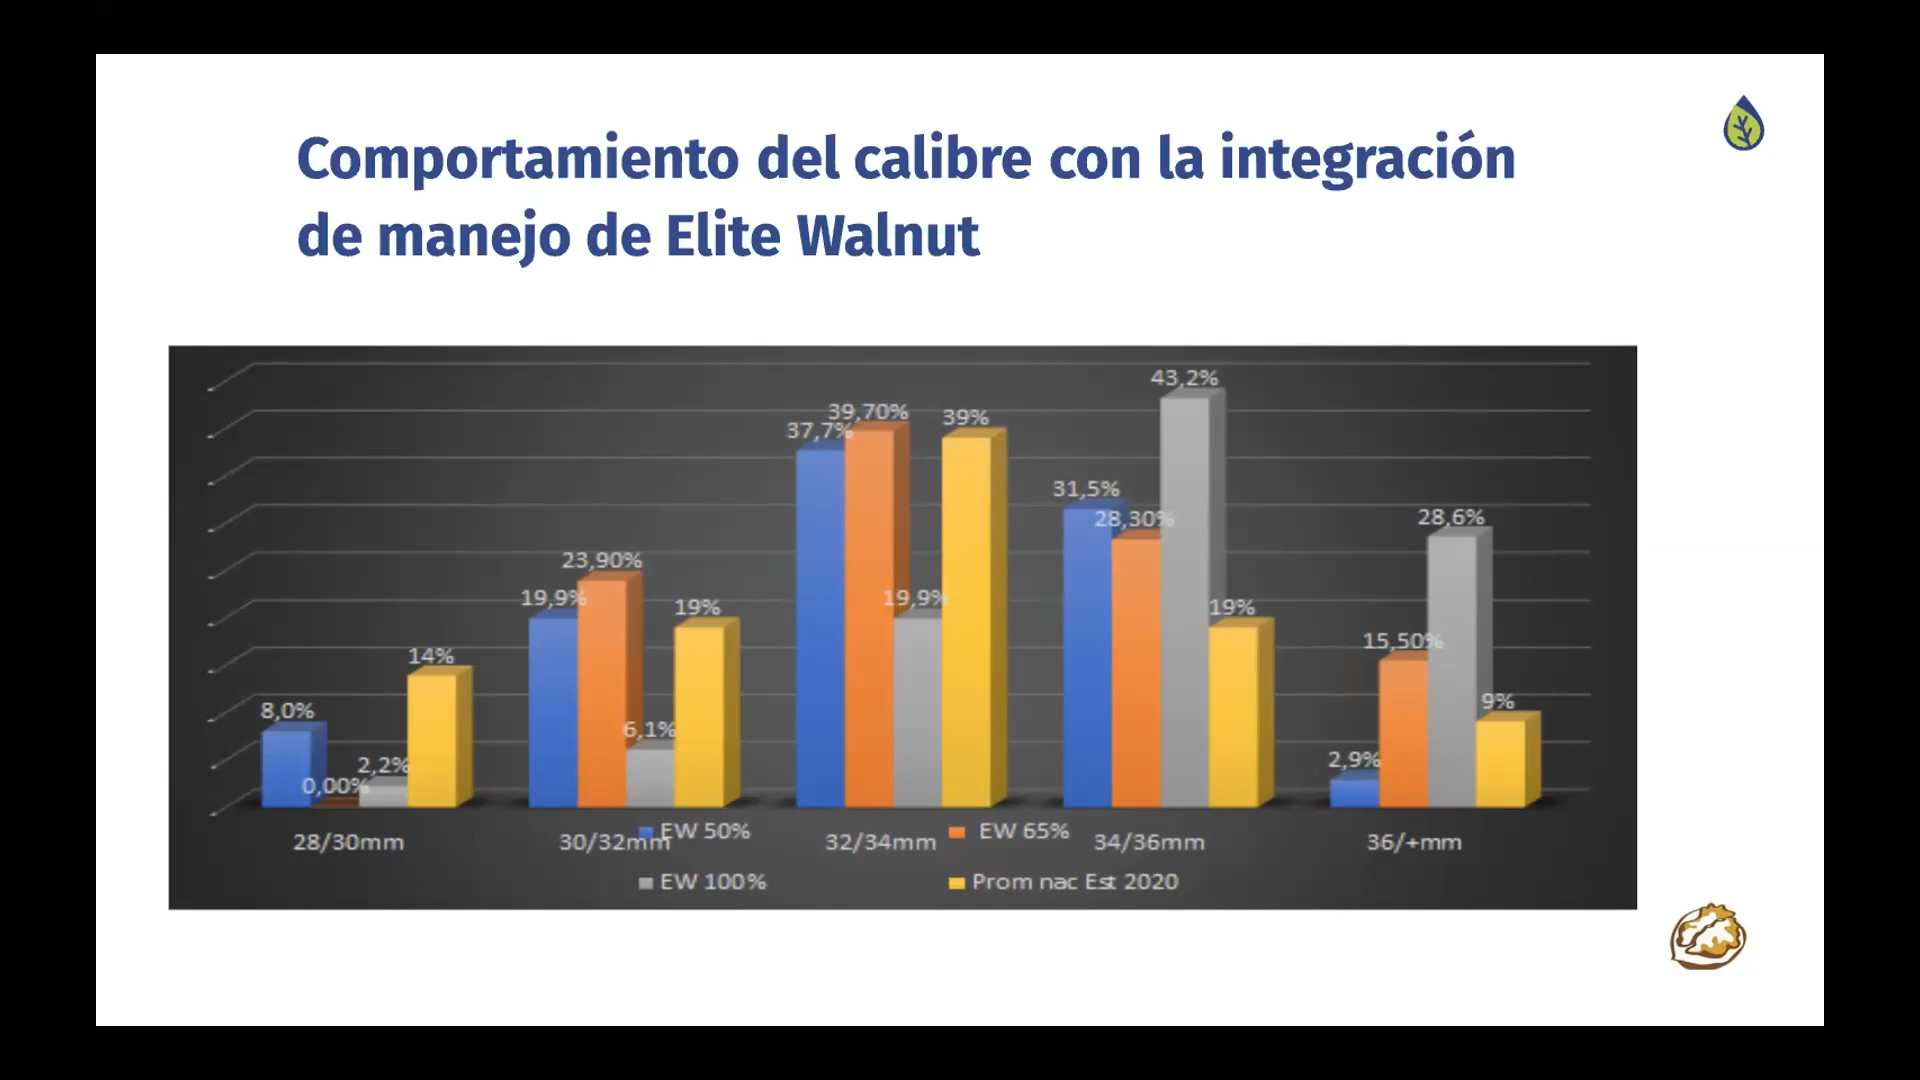 Comportamiento del calibre con la integración
de manejo de Elite Walnut
8,0%
0,00%
2,2%
14%
19,9%
23,90%
6,1%
19%
37,7%
39,70%
19,9%
39%
31,5%
28,30%
43,2%
19%
2,9%
15,50%
28,6%
9%
28/30mm
30/32mm
32/34mm
34/36mm
36/+mm
EW 50%
EW 65%
EW 100%
Prom nac Est 2020